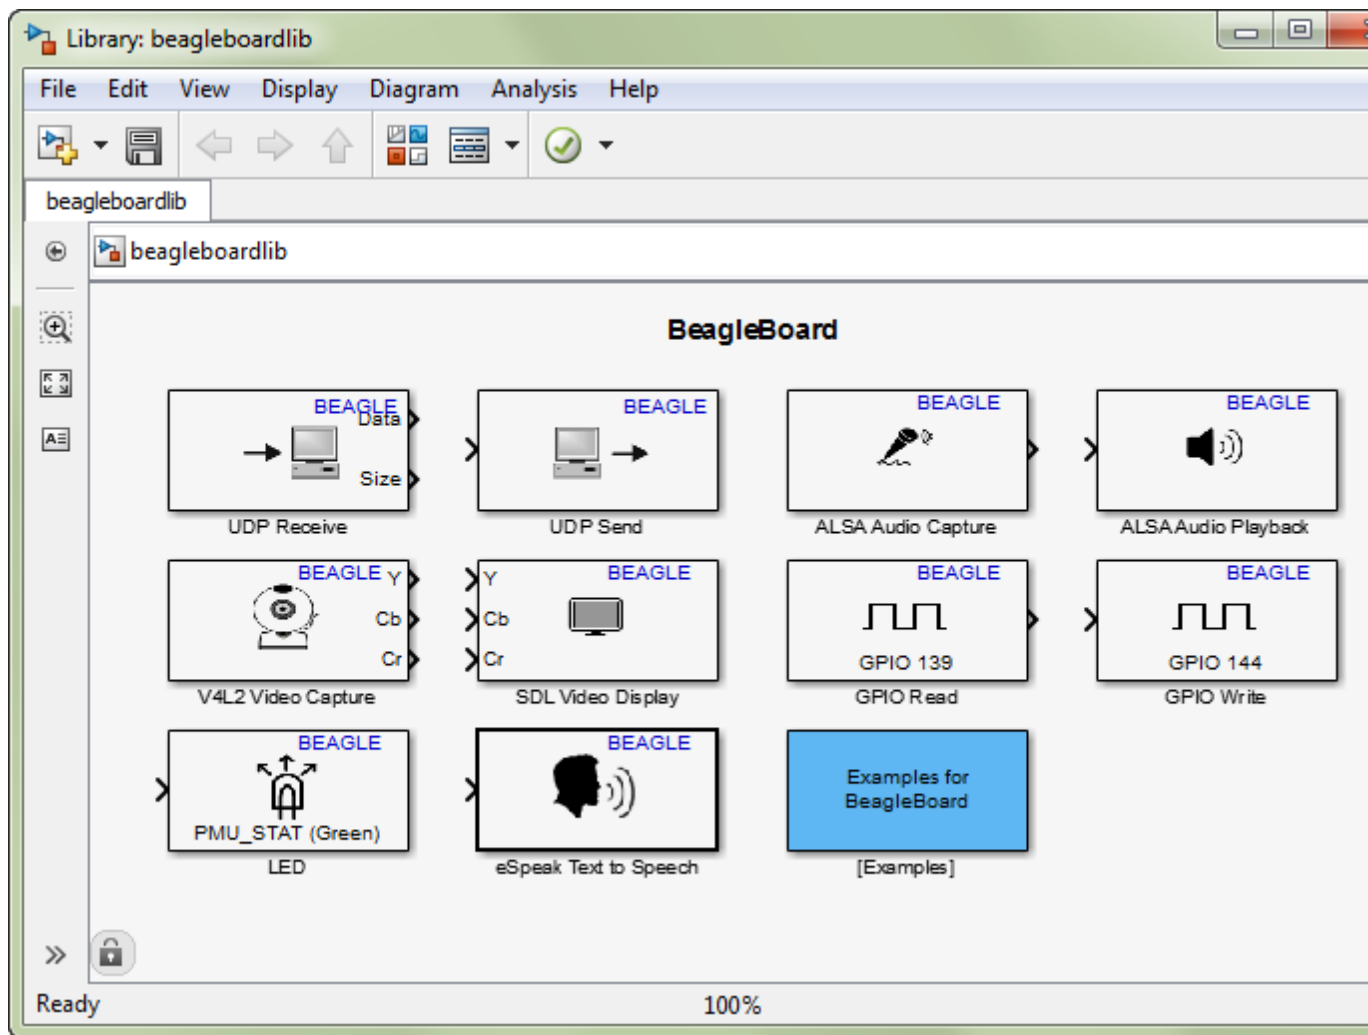 Library: beagleboardlib
File Edit View Display Diagram Analysis Help
beagleboardlib
beagleboardlib
BeagleBoard
BEAGLE
Data
Size
UDP Receive
BEAGLE
UDP Send
BEAGLE
ALSA Audio Capture
BEAGLE
ALSA Audio Playback
BEAGLE
Y
Cb
Cr
V4L2 Video Capture
BEAGLE
Y
Cb
Cr
SDL Video Display
BEAGLE
GPIO 139
GPIO Read
BEAGLE
GPIO 144
GPIO Write
BEAGLE
PMU_STAT (Green)
LED
BEAGLE
eSpeak Text to Speech
Examples for
BeagleBoard
[Examples]
Ready 100%